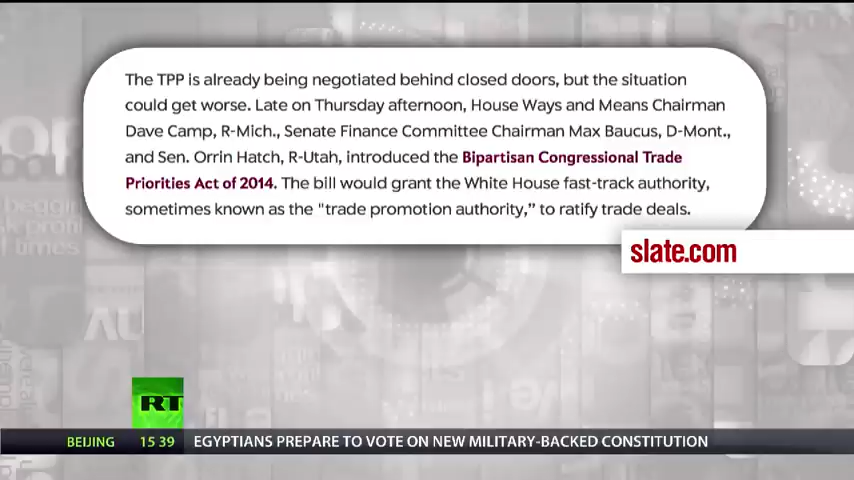 The TPP is already being negotiated behind closed doors, but the situation
could get worse. Late on Thursday afternoon, House Ways and Means Chairman
Dave Camp, R-Mich., Senate Finance Committee Chairman Max Baucus, D-Mont.,
and Sen. Orrin Hatch, R-Utah, introduced the Bipartisan Congressional Trade
Priorities Act of 2014. The bill would grant the White House fast-track authority,
sometimes known as the "trade promotion authority,” to ratify trade deals.
slate.com
RT
BEIJING 15 39 EGYPTIANS PREPARE TO VOTE ON NEW MILITARY-BACKED CONSTITUTION